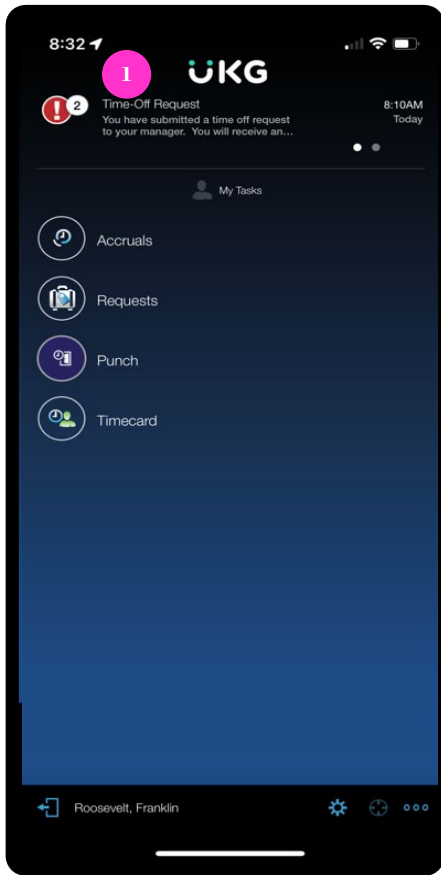 8:32
1
UKG
2
Time-Off Request
8:10AM
You have submitted a time off request
Today
to your manager. You will receive an...
My Tasks
Accruals
Requests
Punch
Timecard
Roosevelt, Franklin